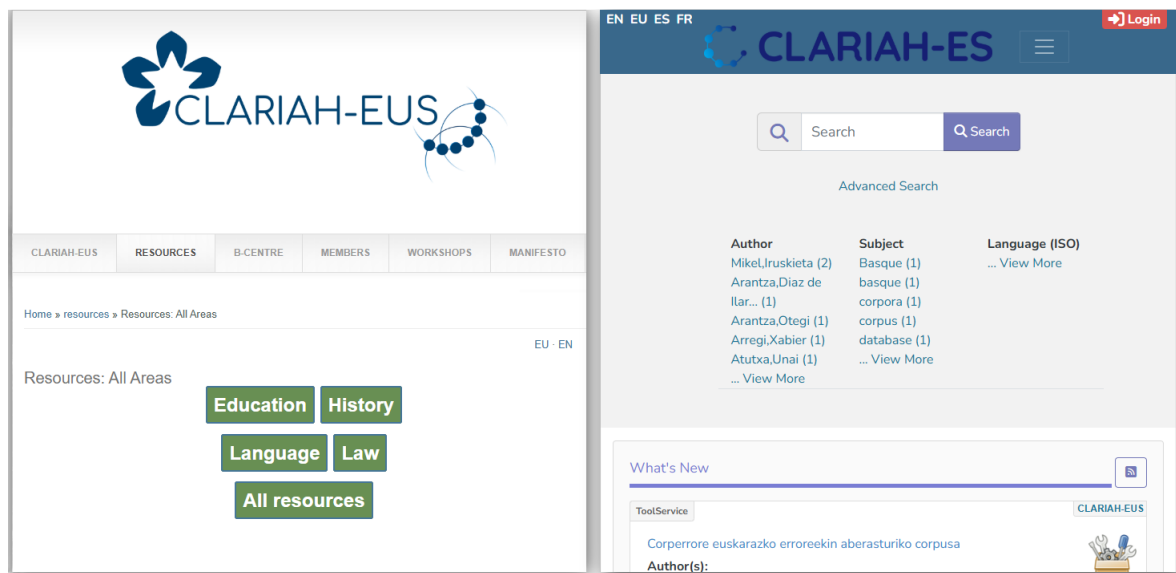 CLARIAH-EUS
CLARIAH-EUS RESOURCES B-CENTRE MEMBERS WORKSHOPS MANIFESTO
Home » resources » Resources: All Areas
EU · EN
Resources: All Areas
Education History
Language Law
All resources
EN EU ES FR
Login
CLARIAH-ES
Search Search
Advanced Search
Author
Mikel,Iruskieta (2)
Arantza,Diaz de
Ilar... (1)
Arantza,Otegi (1)
Arregi,Xabier (1)
Atutxa,Unai (1)
... View More
Subject
Basque (1)
basque (1)
corpora (1)
corpus (1)
database (1)
... View More
Language (ISO)
... View More
What's New
ToolService
CLARIAH-EUS
Corperrore euskarazko erroreekin aberasturiko corpusa
Author(s):